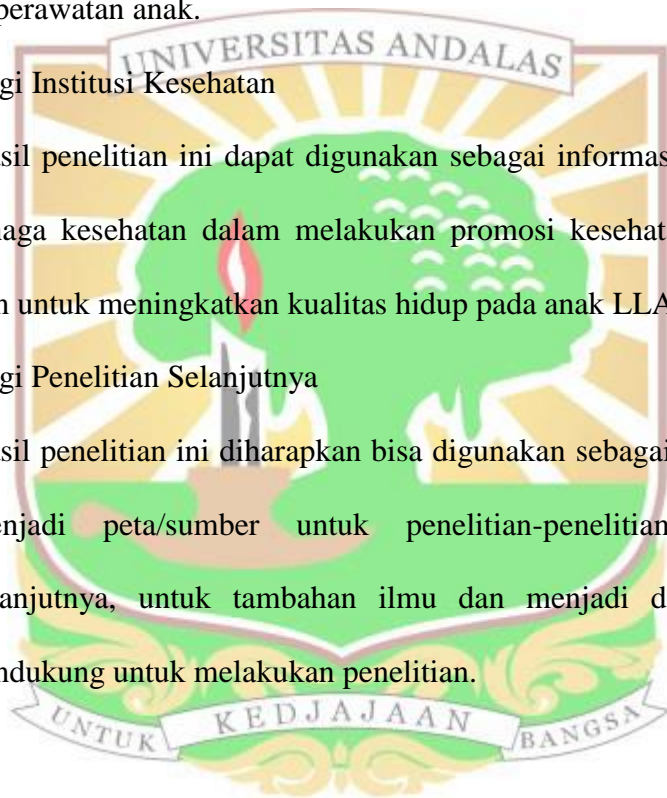 perawatan anak.
UNIVERSITAS ANDALAS
gi Institusi Kesehatan
sil penelitian ini dapat digunakan sebagai informas
naga kesehatan dalam melakukan promosi kesehat
n untuk meningkatkan kualitas hidup pada anak LLA
gi Penelitian Selanjutnya
sil penelitian ini diharapkan bisa digunakan sebagai
enjadi peta/sumber untuk penelitian-penelitian
anjutnya, untuk tambahan ilmu dan menjadi d
ndukung untuk melakukan penelitian.
UNTUK KEDJAJAAN BANGSA